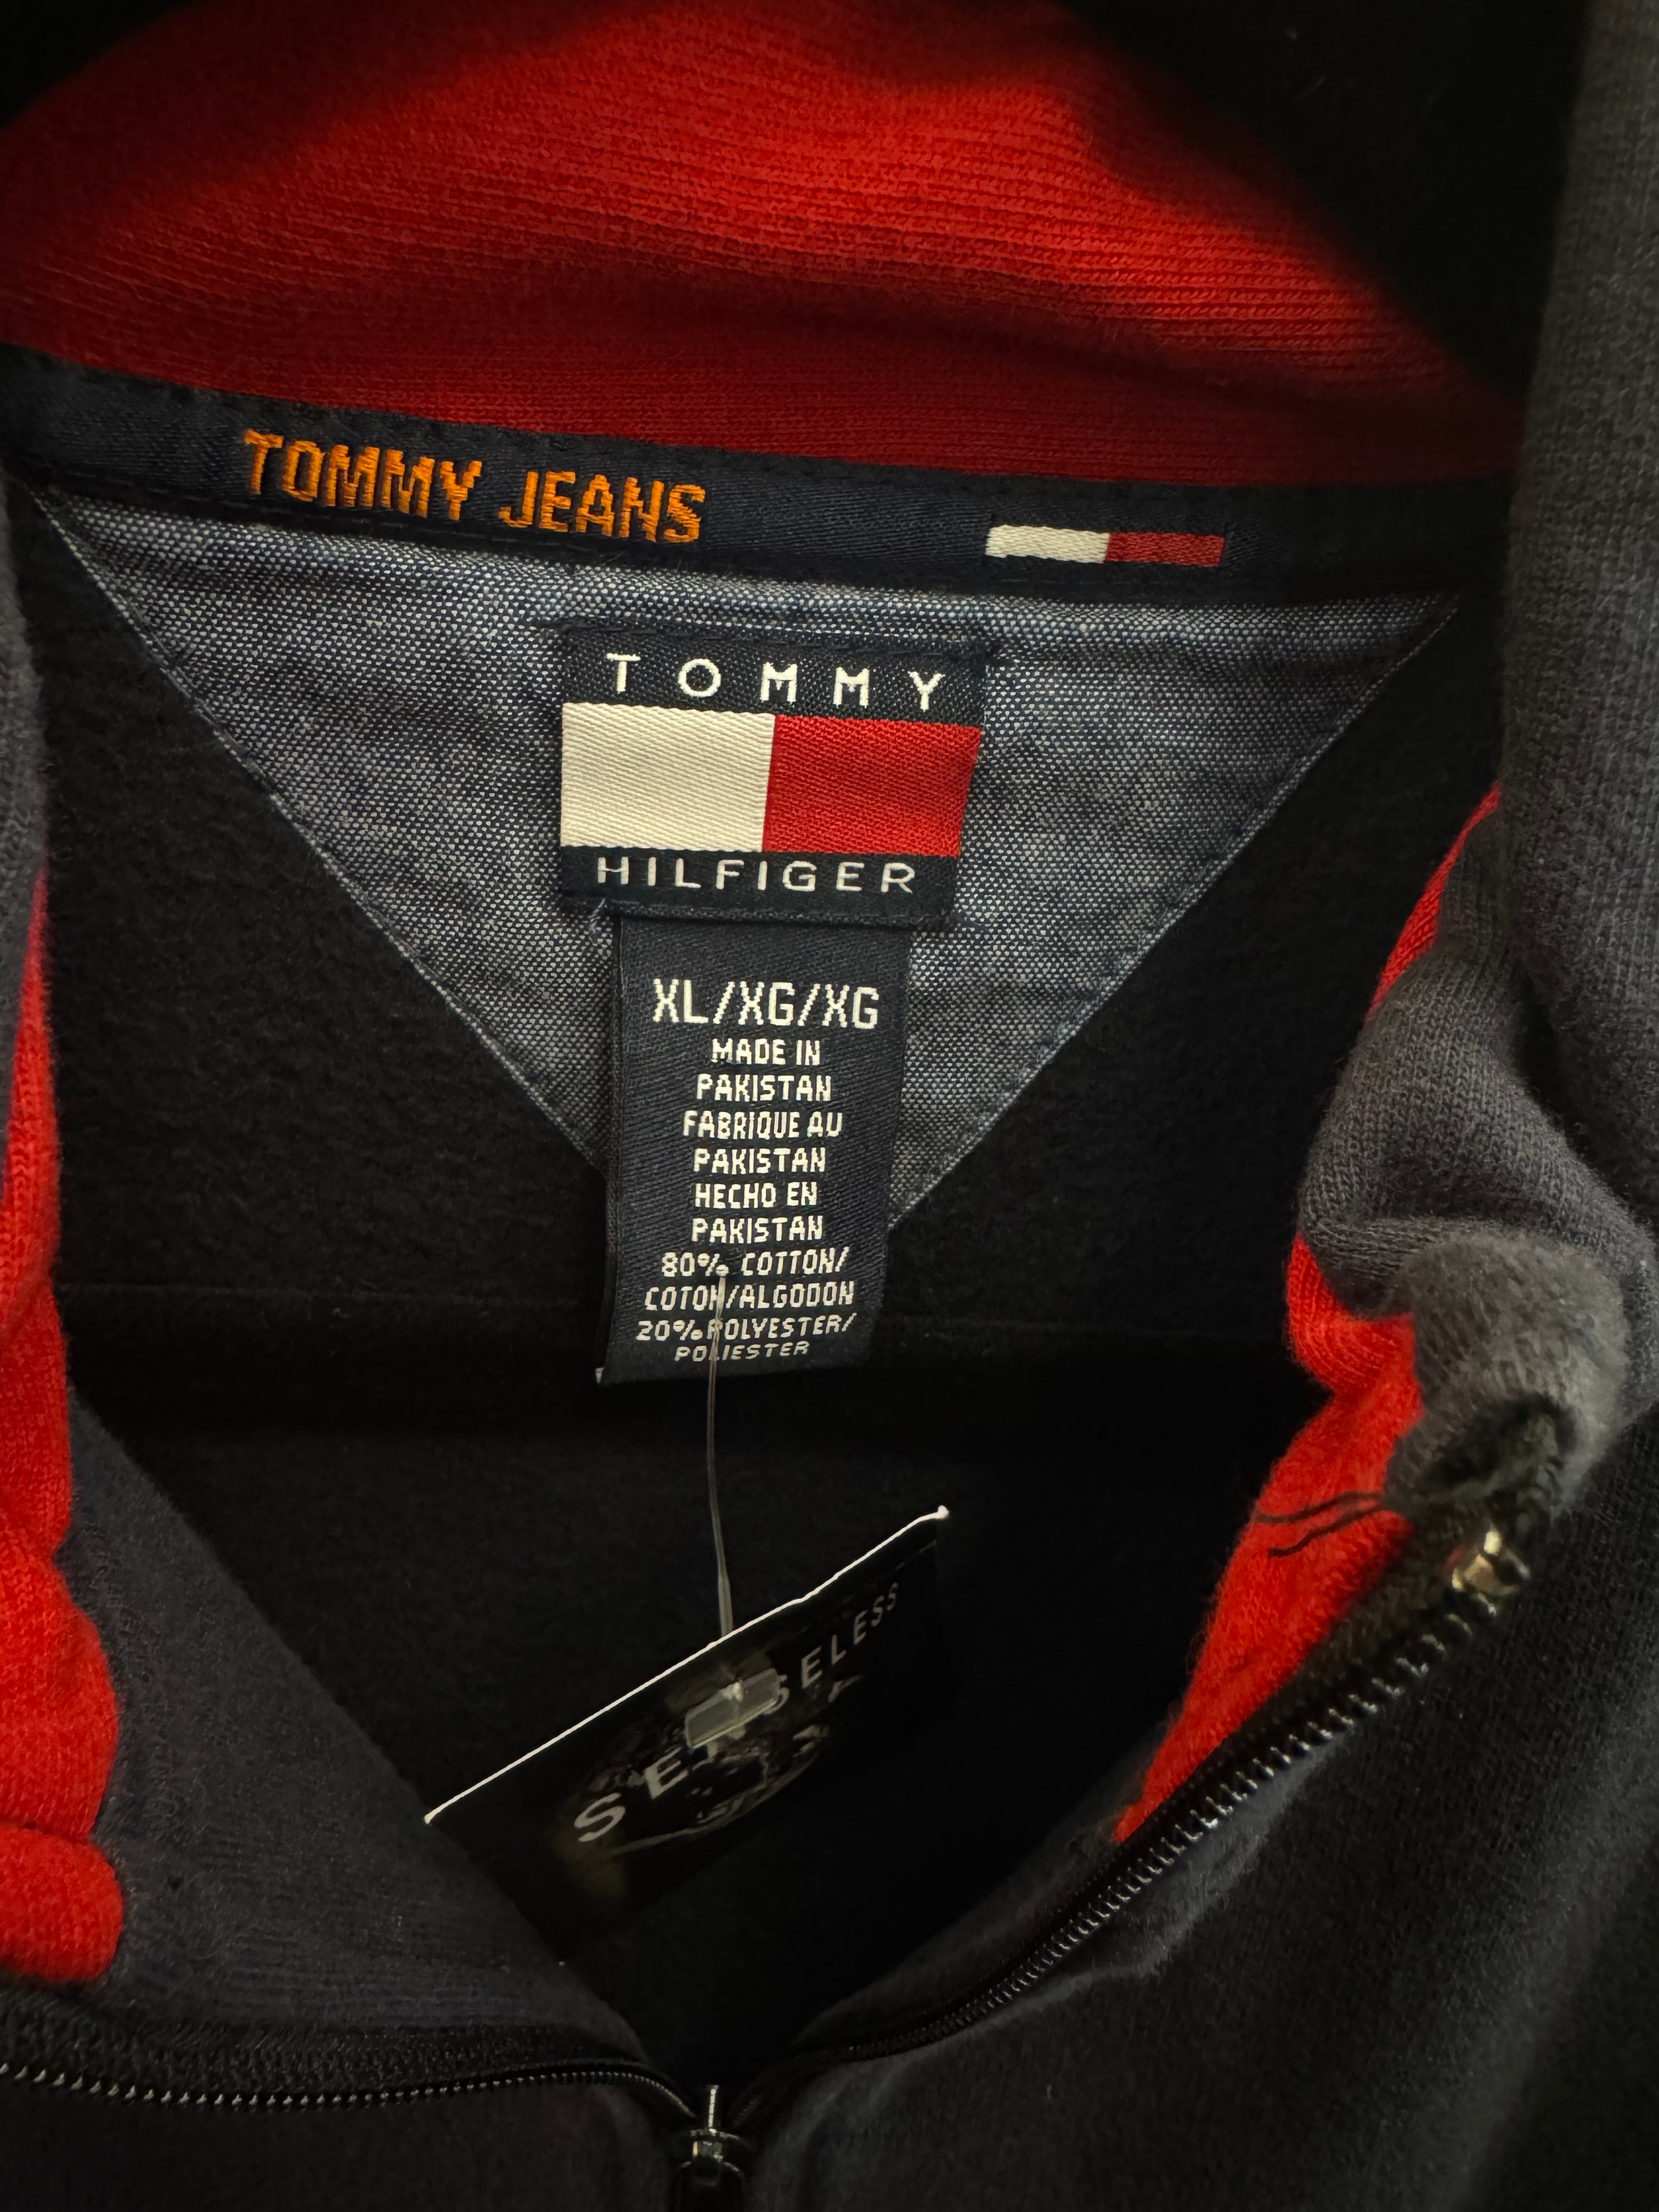 TOMMY JEANS
TOMMY
HILFIGER
XL/XG/XG
MADE IN
PAKISTAN
FABRIQUE AU
PAKISTAN
HECHO EN
PAKISTAN
80% COTTON/
COTON/ALGODON
20% POLYESTER/
POLIESTER